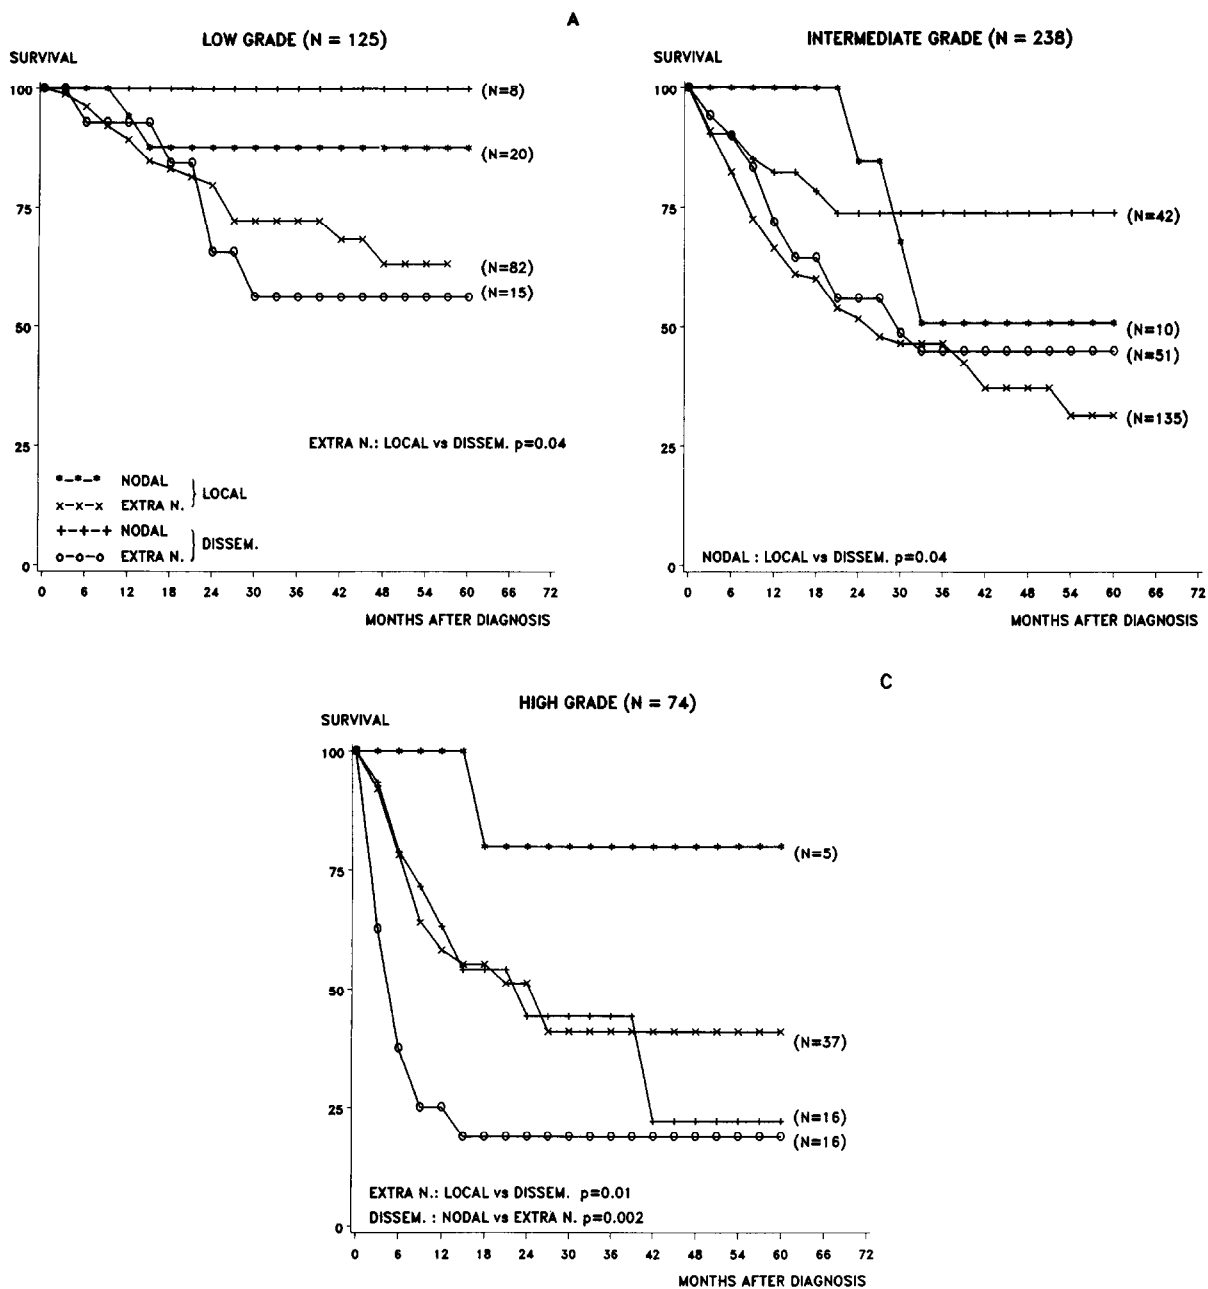 A
LOW GRADE (N = 125)
SURVIVAL
100
75
50
25
0
(N=8)
(N=20)
(N=82)
(N=15)
EXTRA N.: LOCAL vs DISSEM. p=0.04
*-*-* NODAL
x-x-x EXTRA N.
LOCAL
+-+-+ NODAL
o-o-o EXTRA N.
DISSEM.
0 6 12 18 24 30 36 42 48 54 60 66 72
MONTHS AFTER DIAGNOSIS
INTERMEDIATE GRADE (N = 238)
SURVIVAL
100
75
50
25
0
(N=42)
(N=10)
(N=51)
(N=135)
NODAL : LOCAL vs DISSEM. p=0.04
0 6 12 18 24 30 36 42 48 54 60 66 72
MONTHS AFTER DIAGNOSIS
C
HIGH GRADE (N = 74)
SURVIVAL
100
75
50
25
0
(N=5)
(N=37)
(N=16)
(N=16)
EXTRA N.: LOCAL vs DISSEM. p=0.01
DISSEM. : NODAL vs EXTRA N. p=0.002
0 6 12 18 24 30 36 42 48 54 60 66 72
MONTHS AFTER DIAGNOSIS